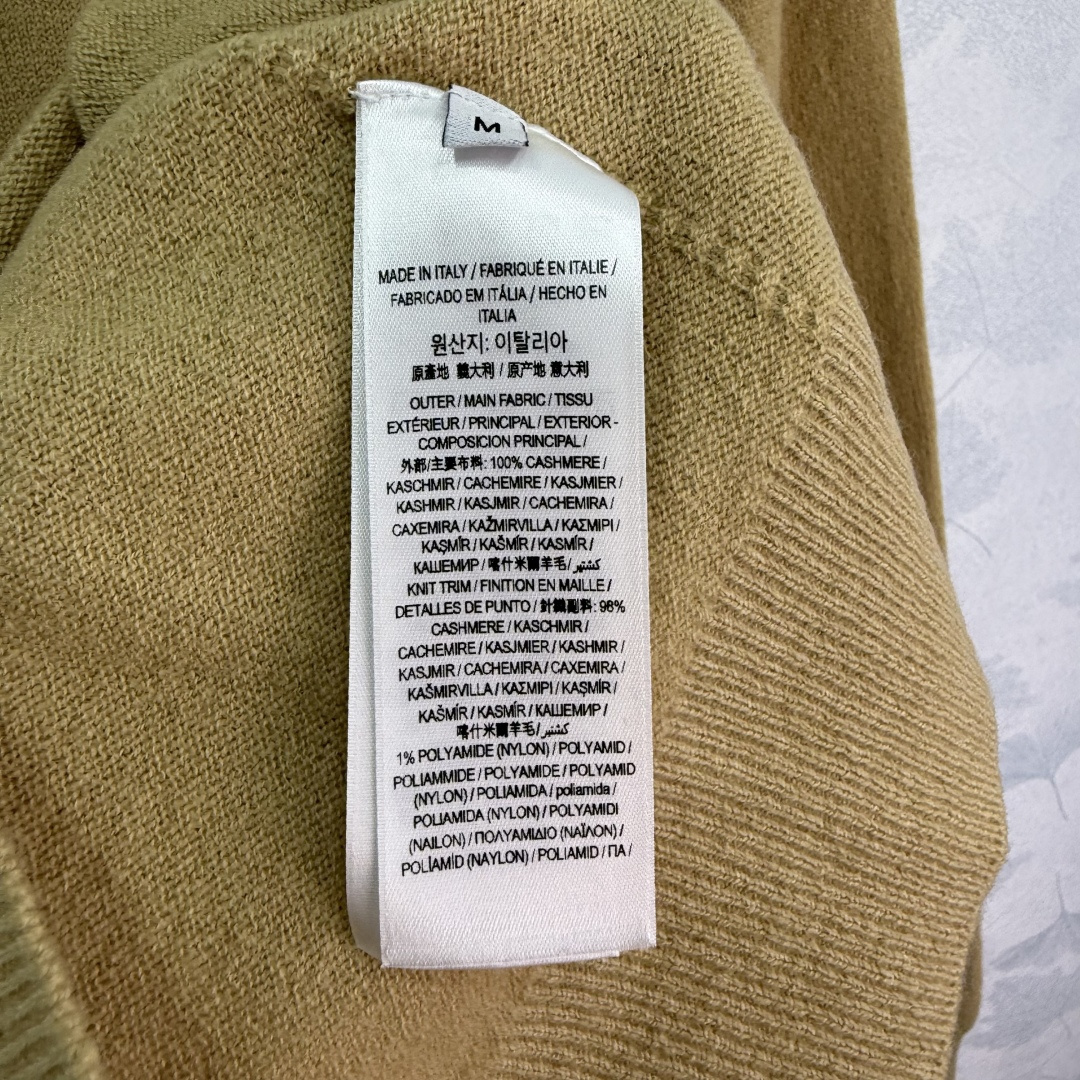 M
MADE IN ITALY / FABRIQUÉ EN ITALIE /
FABRICADO EM ITÁLIA / HECHO EN
ITALIA
원산지: 이탈리아
原產地 義大利 / 原产地 意大利
OUTER / MAIN FABRIC / TISSU
EXTÉRIEUR / PRINCIPAL / EXTERIOR -
COMPOSICION PRINCIPAL /
外部/主要布料: 100% CASHMERE /
KASCHMIR / CACHEMIRE / KASJMIER /
KASHMIR / KASJMIR / CACHEMIRA /
CAXEMIRA / KAŽMIRVILLA / ΚΑΣΜΙΡΙ /
KAŞMİR / KAŠMÍR / KASMÍR /
КАШЕМИР / 喀什米爾羊毛 / كشنتير
KNIT TRIM / FINITION EN MAILLE /
DETALLES DE PUNTO / 針織副料: 98%
CASHMERE / KASCHMIR /
CACHEMIRE / KASJMIER / KASHMIR /
KASJMIR / CACHEMIRA / CAXEMIRA /
KAŠMIRVILLA / ΚΑΣΜΙΡΙ / KAŞMİR /
KAŠMÍR / KASMÍR / КАШЕМИР /
喀什米爾羊毛/ كشنتير
1% POLYAMIDE (NYLON) / POLYAMID /
POLIAMMIDE / POLYAMIDE / POLYAMID
(NYLON) / POLIAMIDA / poliamida /
POLIAMIDA (NYLON) / POLYAMIDI
(NAILON) / ΠΟΛΥΑΜΙΔΙΟ (ΝΑΪΛΟΝ) /
POLİAMİD (NAYLON) / POLIAMID / ПА /